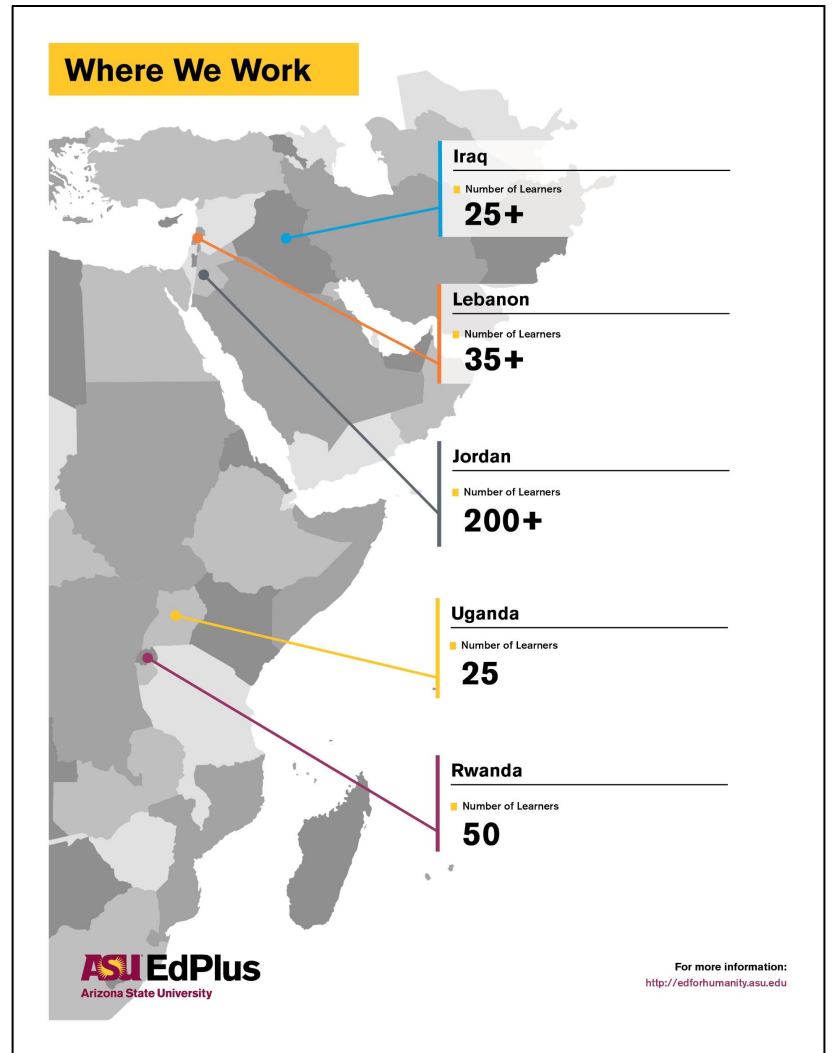 Where We Work
Iraq
Number of Learners
25+
Lebanon
Number of Learners
35+
Jordan
Number of Learners
200+
Uganda
Number of Learners
25
Rwanda
Number of Learners
50
ASU EdPlus
Arizona State University
For more information:
http://edforhumanity.asu.edu